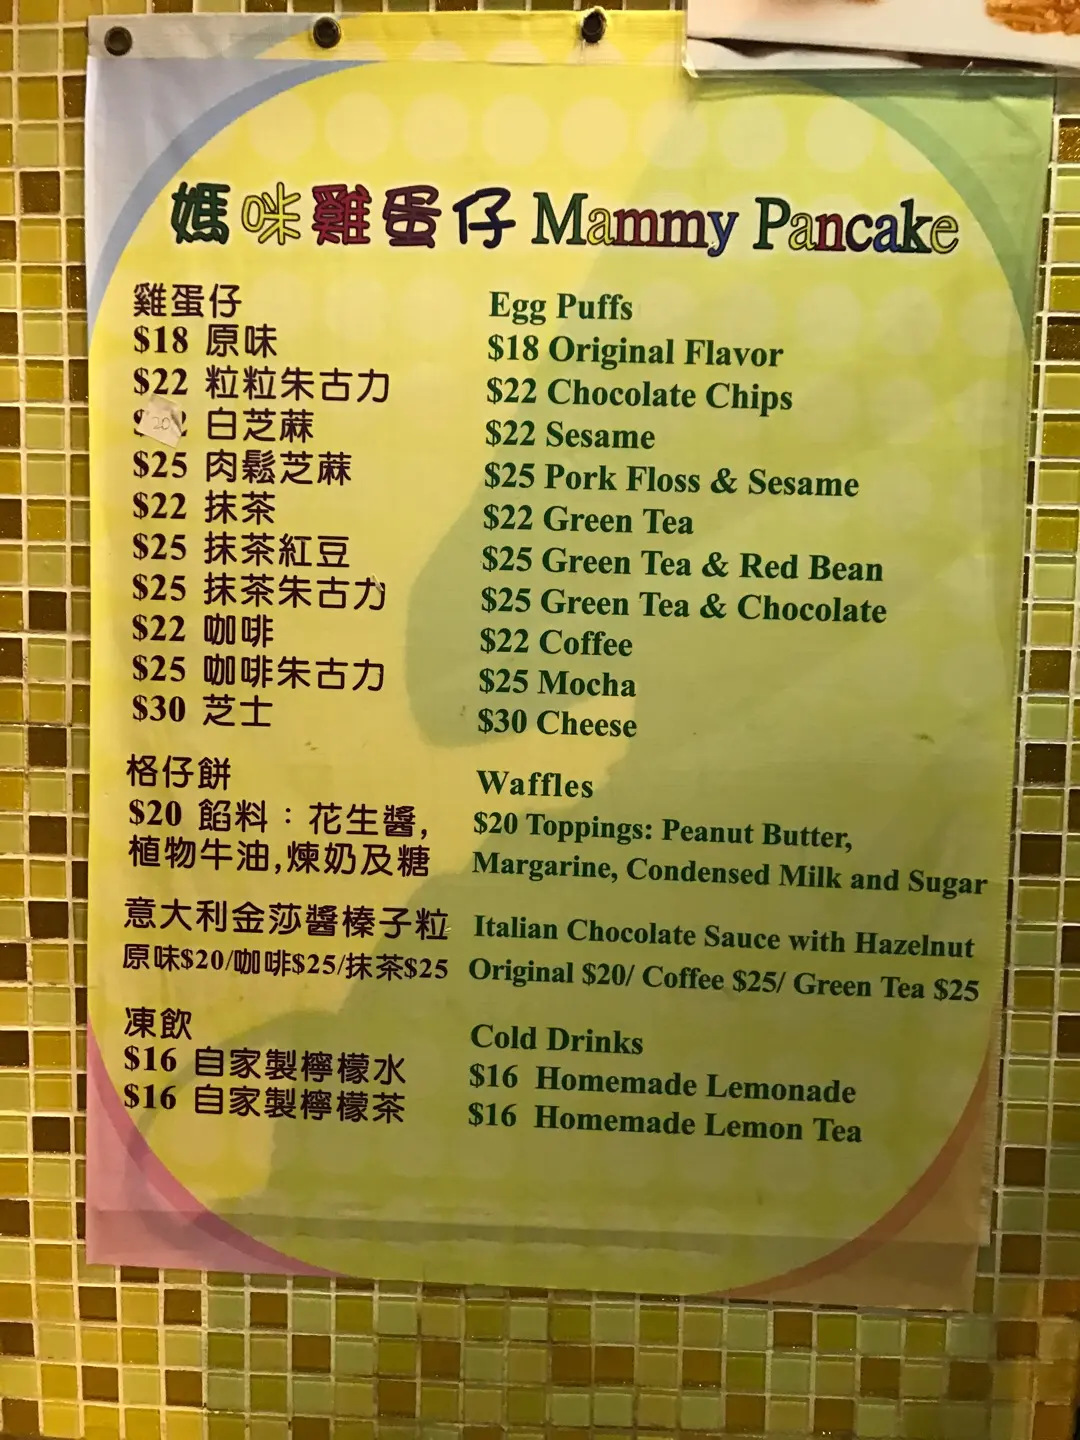 媽咪雞蛋仔 Mammy Pancake
雞蛋仔 Egg Puffs
$18 原味 $18 Original Flavor
$22 粒粒朱古力 $22 Chocolate Chips
20 白芝蔴 $22 Sesame
$25 肉鬆芝蔴 $25 Pork Floss & Sesame
$22 抹茶 $22 Green Tea
$25 抹茶紅豆 $25 Green Tea & Red Bean
$25 抹茶朱古力 $25 Green Tea & Chocolate
$22 咖啡 $22 Coffee
$25 咖啡朱古力 $25 Mocha
$30 芝士 $30 Cheese
格仔餅 Waffles
$20 餡料：花生醬, $20 Toppings: Peanut Butter,
植物牛油,煉奶及糖 Margarine, Condensed Milk and Sugar
意大利金莎醬榛子粒 Italian Chocolate Sauce with Hazelnut
原味$20/咖啡$25/抹茶$25 Original $20/ Coffee $25/ Green Tea $25
凍飲 Cold Drinks
$16 自家製檸檬水 $16 Homemade Lemonade
$16 自家製檸檬茶 $16 Homemade Lemon Tea